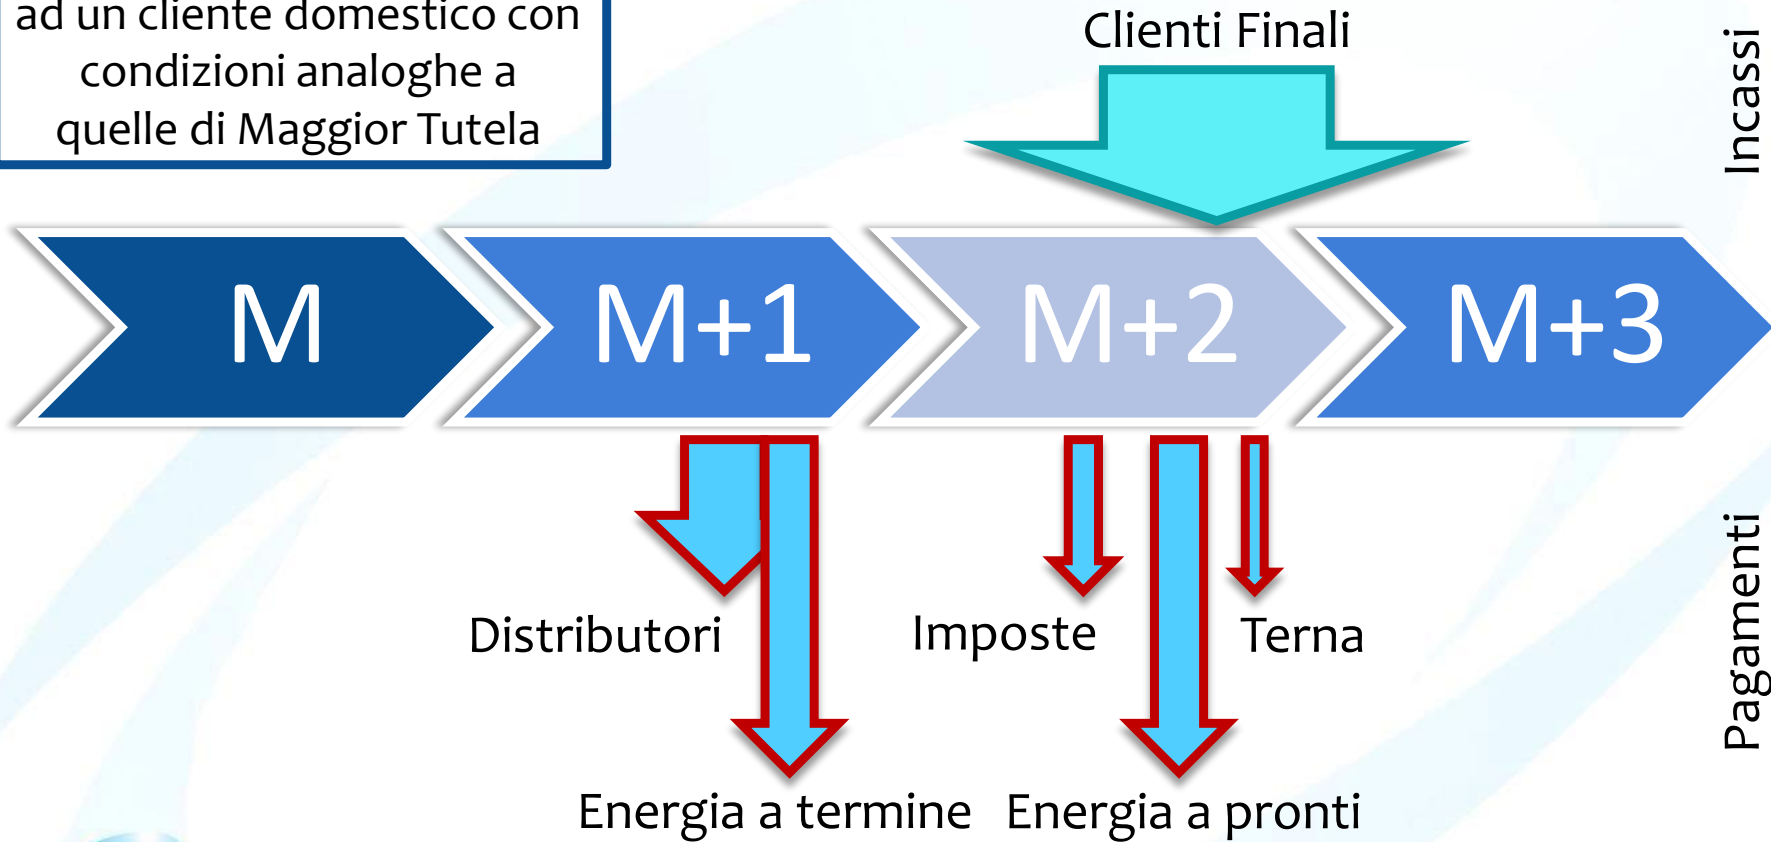 ad un cliente domestico con
condizioni analoghe a
quelle di Maggior Tutela
Clienti Finali
Incassi
M
M+1
M+2
M+3
Distributori
Imposte
Terna
Energia a termine
Energia a pronti
Pagamenti